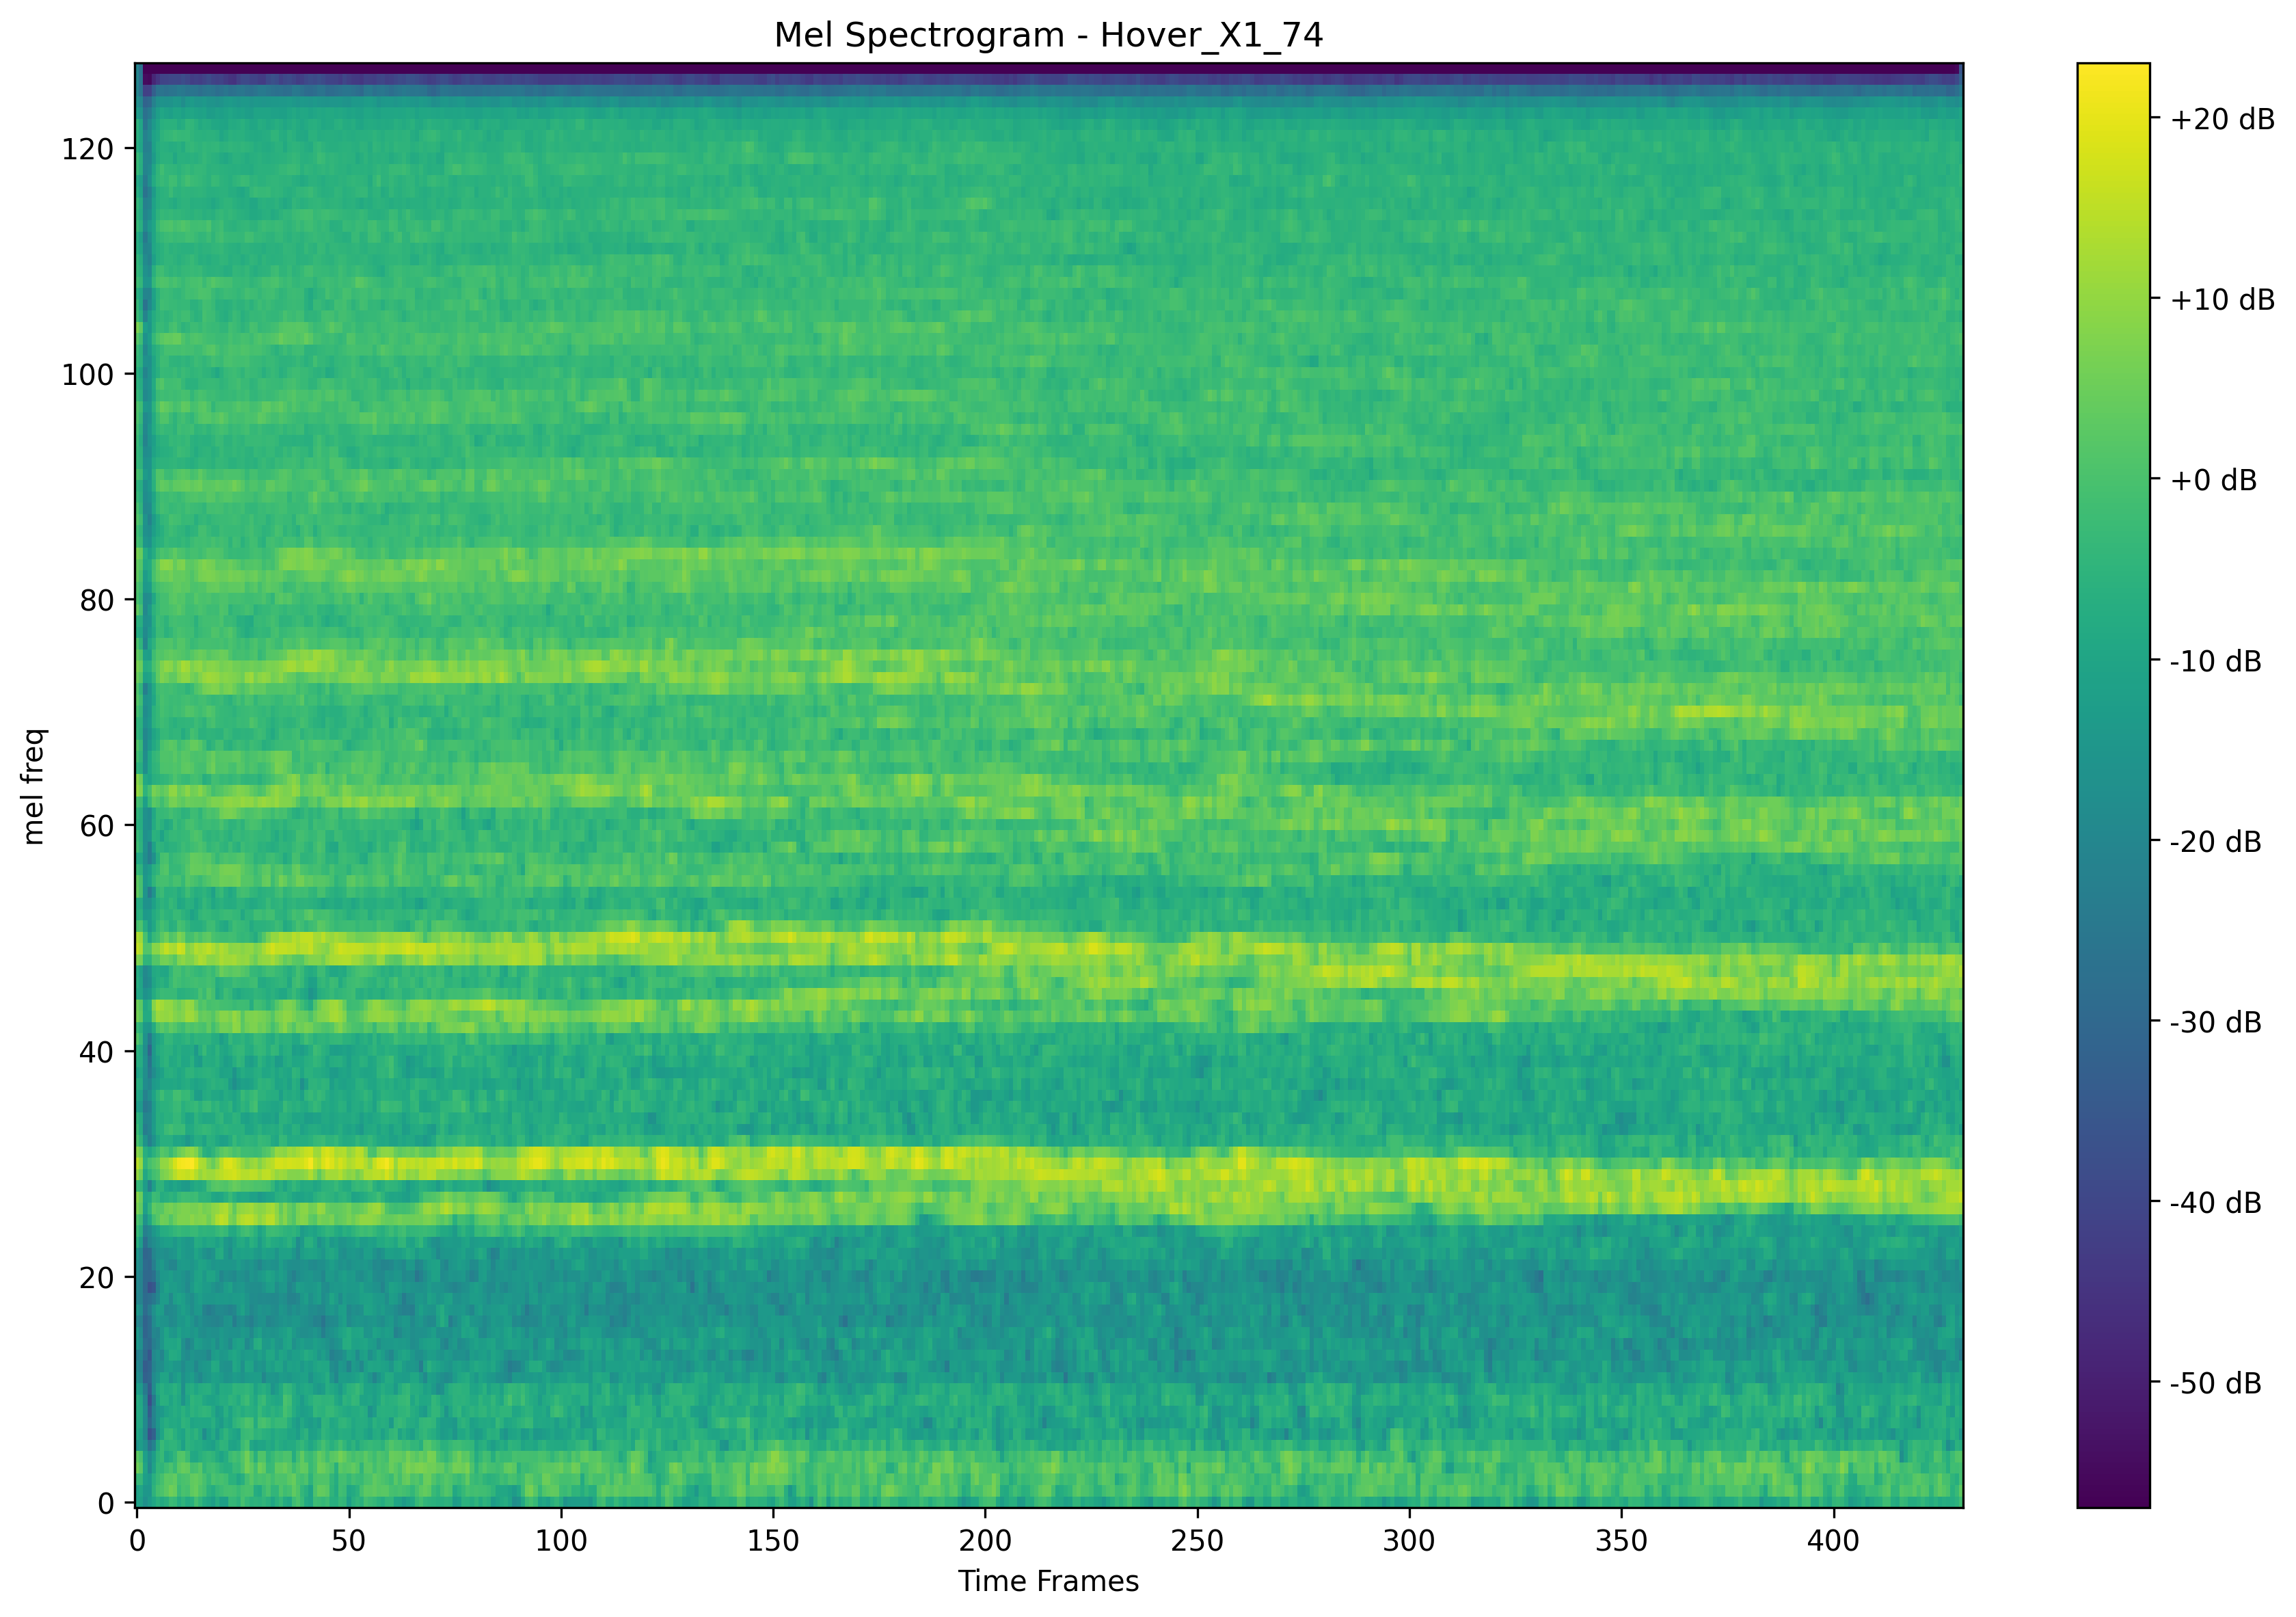 Mel Spectrogram - Hover_X1_74
mel freq
120
100
80
60
40
20
0
0 50 100 150 200 250 300 350 400
Time Frames
+20 dB
+10 dB
+0 dB
-10 dB
-20 dB
-30 dB
-40 dB
-50 dB